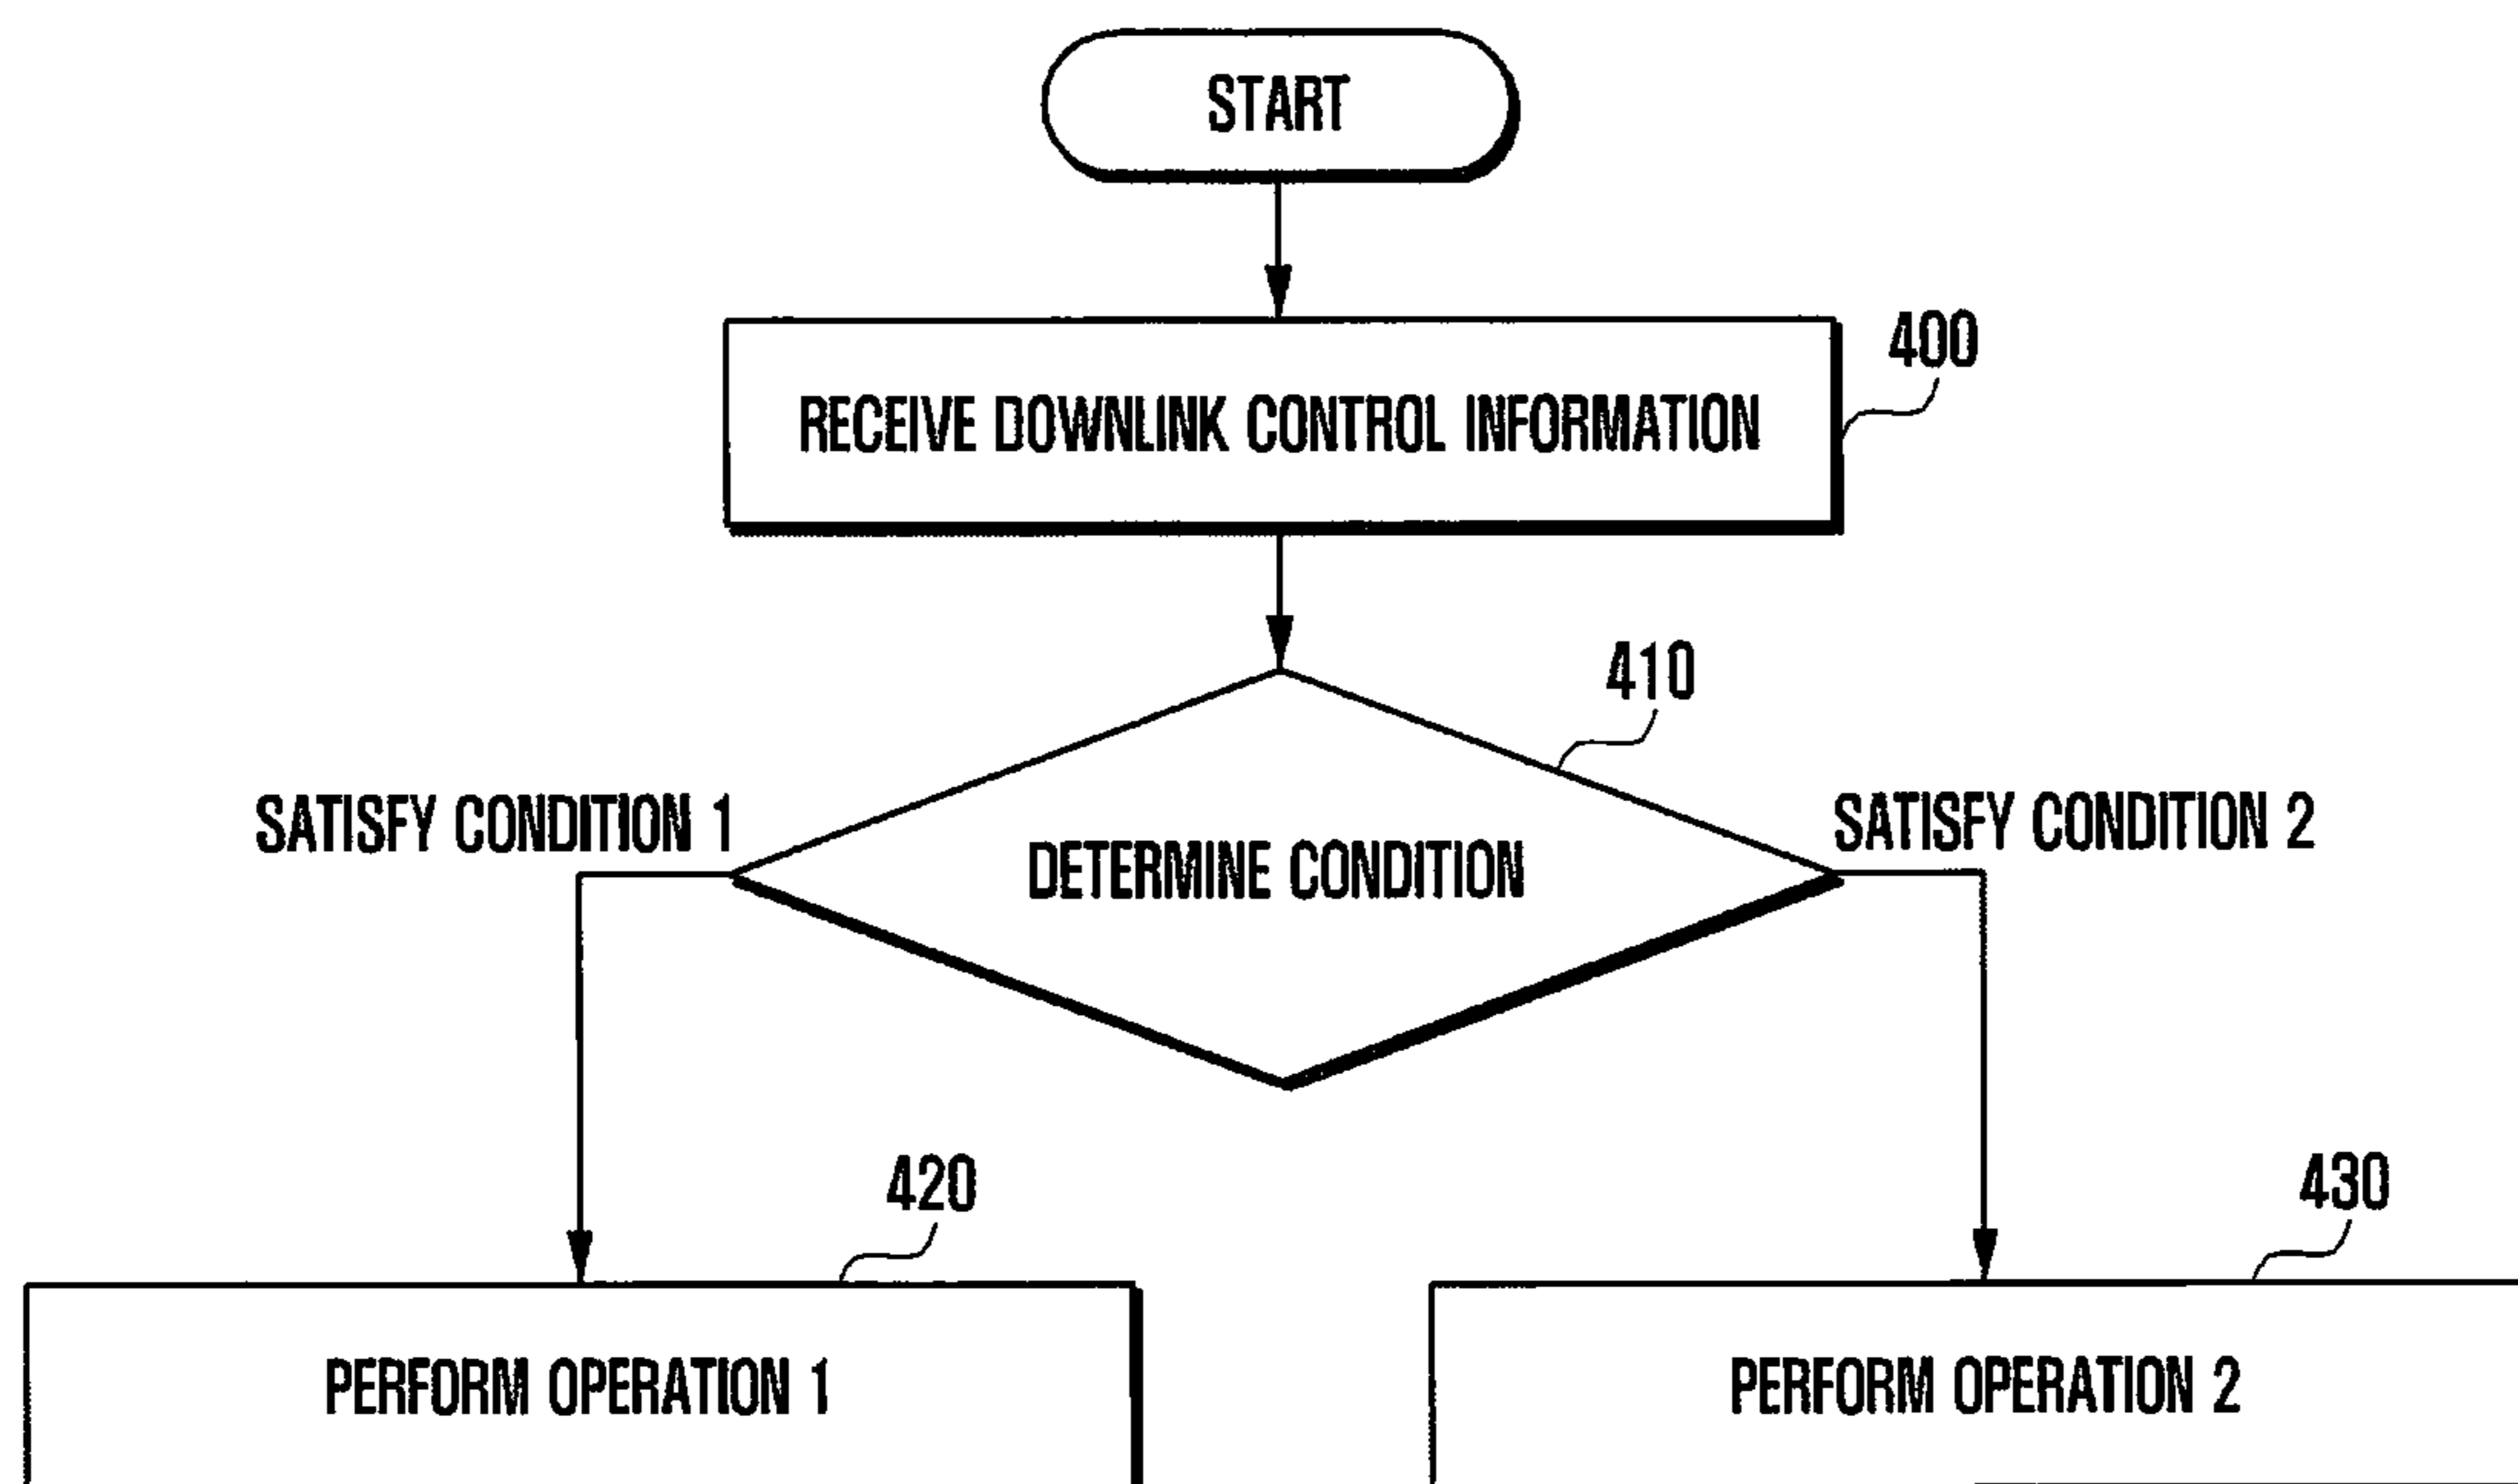 START
400
RECEIVE DOWNLINK CONTROL INFORMATION
410
SATISFY CONDITION 1
SATISFY CONDITION 2
DETERMINE CONDITION
420
430
PERFORM OPERATION 1
PERFORM OPERATION 2